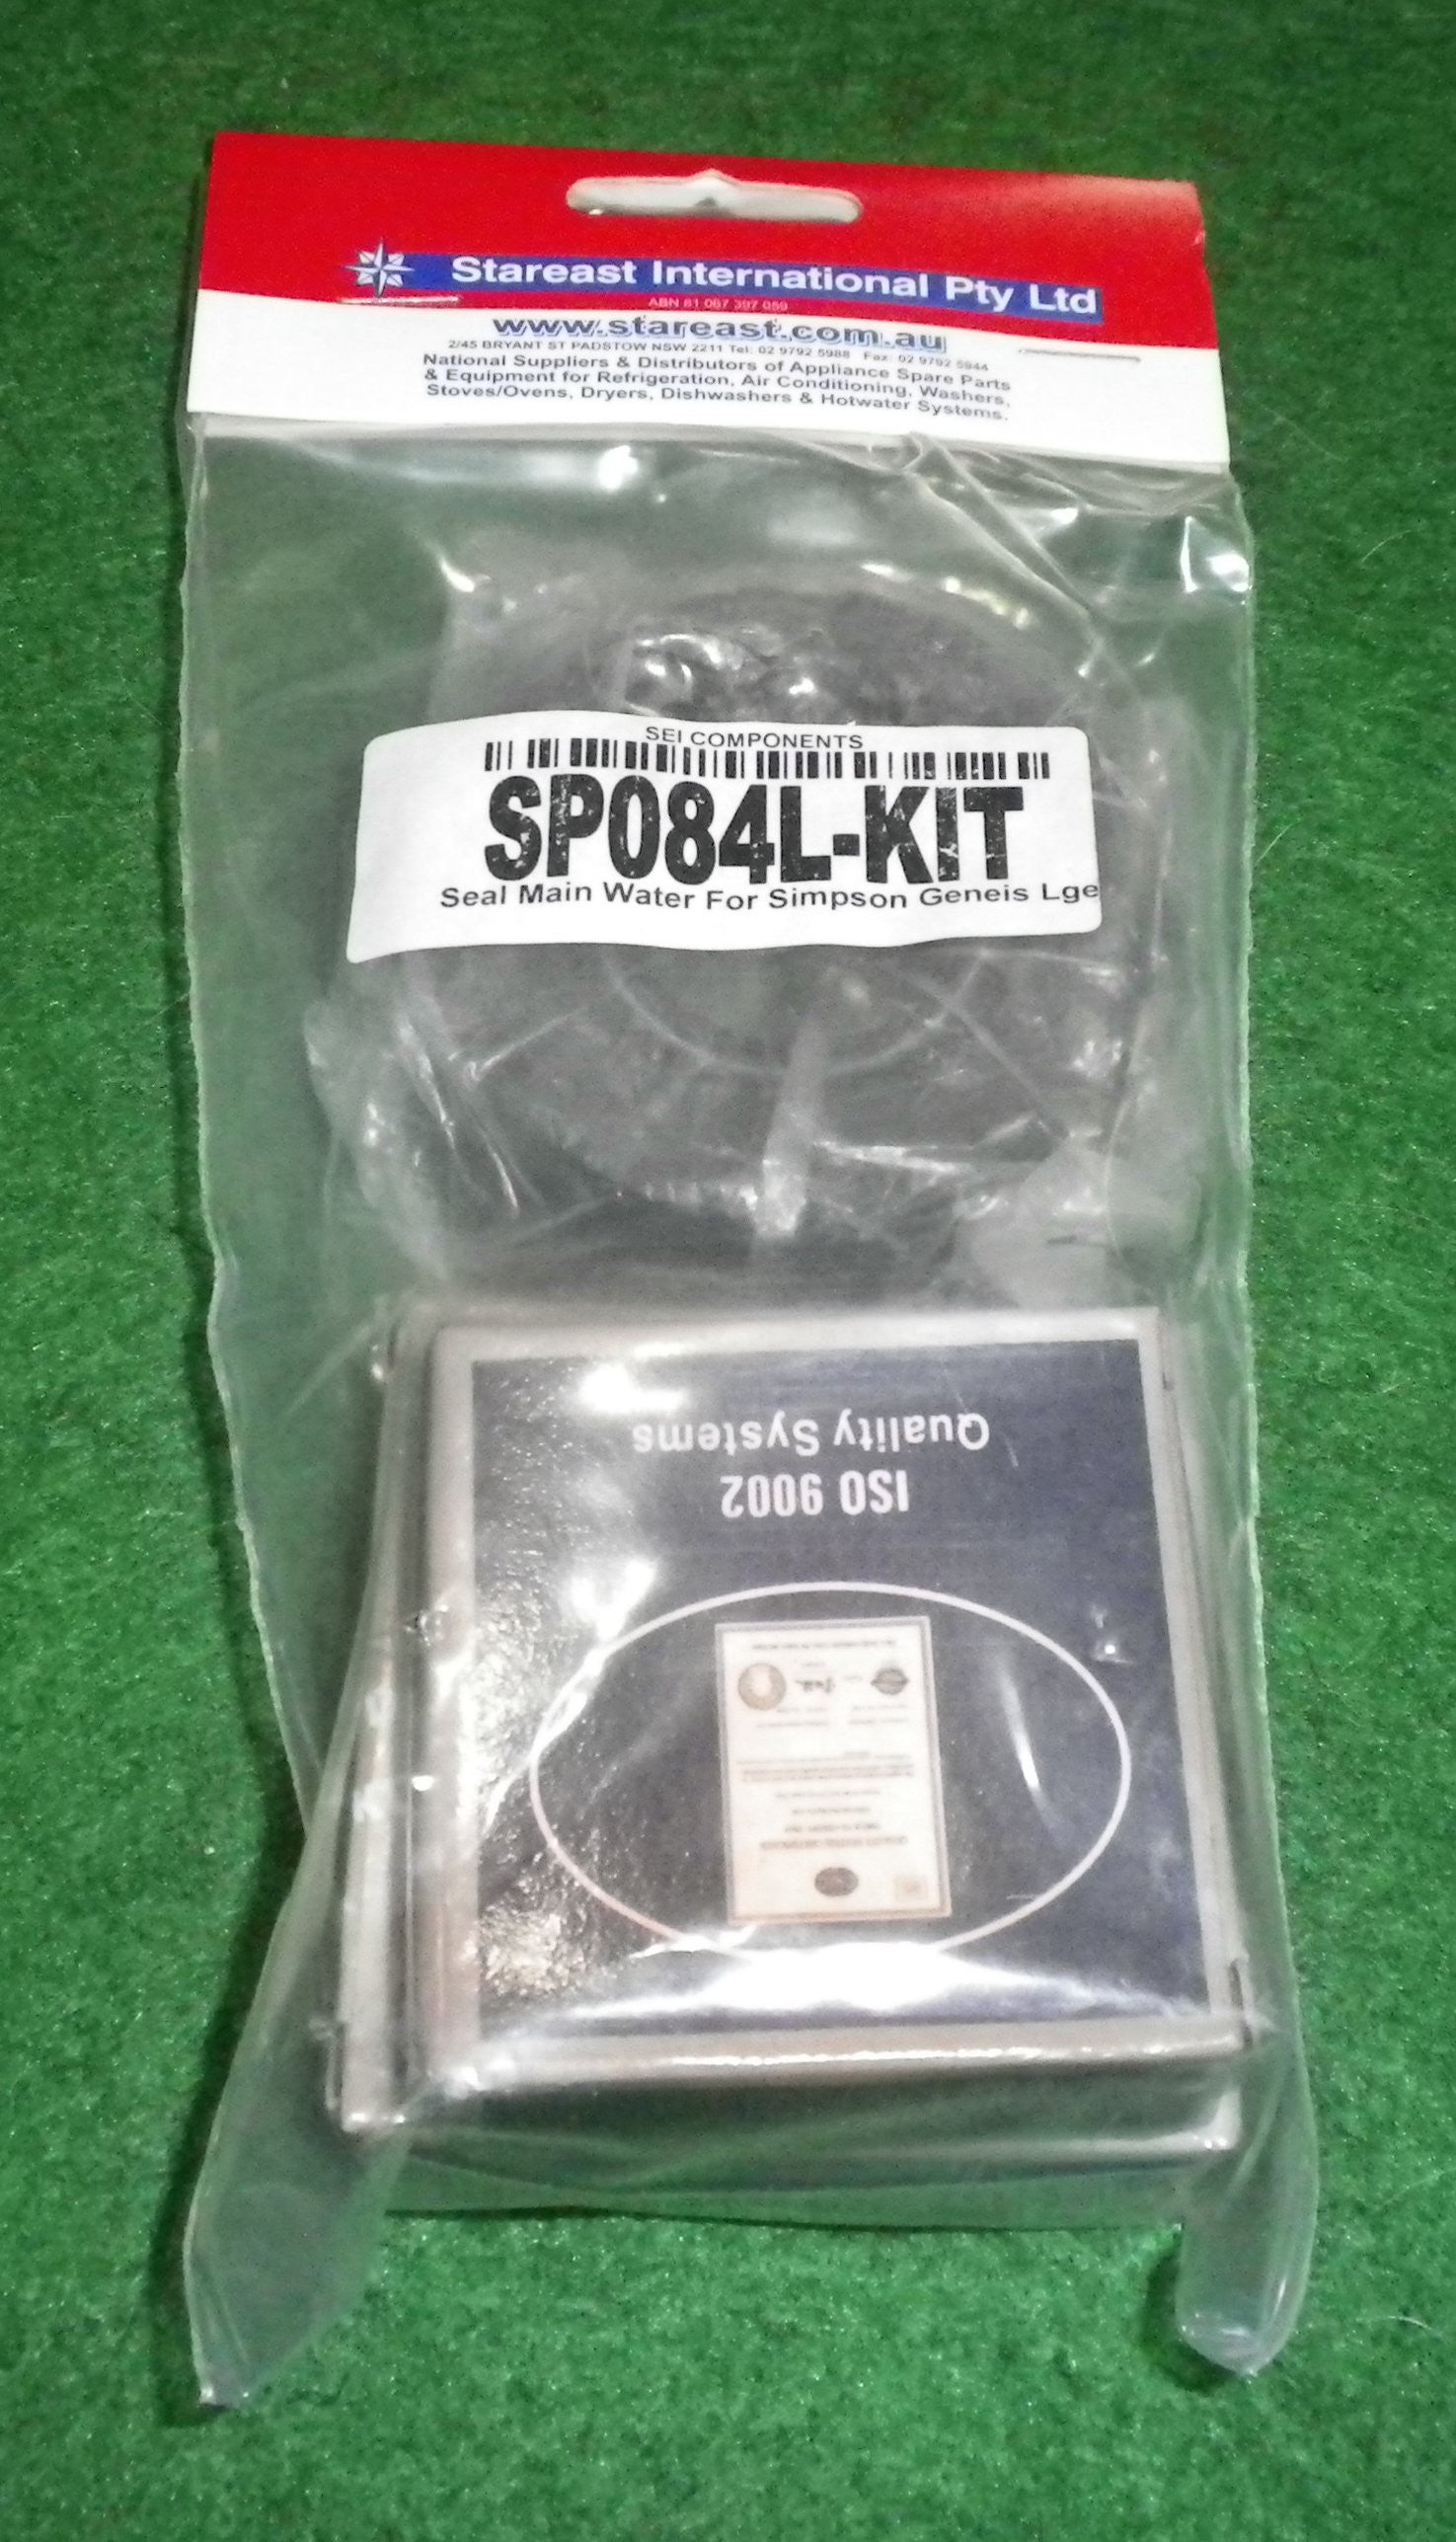 Stareast International Pty Ltd
ABN 81 067 397 059
www.stareast.com.au
2/45 BRYANT ST PADSTOW NSW 2211 Tel: 02 9792 5988 Fax: 02 9792 5944
National Suppliers & Distributors of Appliance Spare Parts
& Equipment for Refrigeration, Air Conditioning, Washers,
Stoves/Ovens, Dryers, Dishwashers & Hotwater Systems.
SEI COMPONENTS
SP084L-KIT
Seal Main Water For Simpson Geneis Lge
ISO 9002
Quality Systems